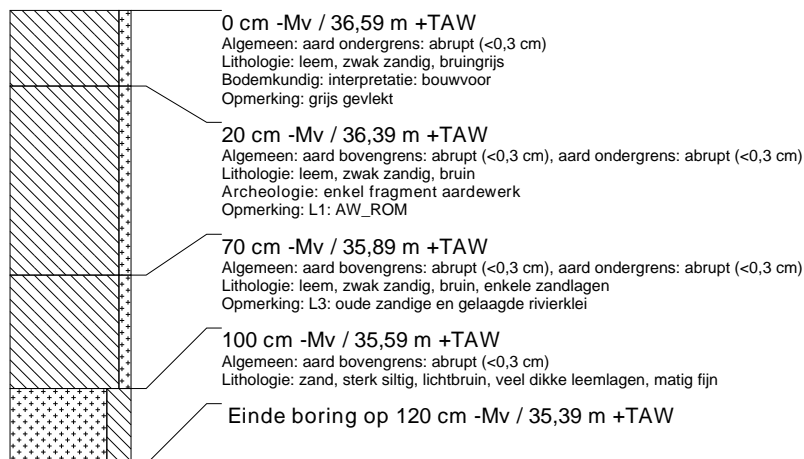 0 cm -Mv / 36,59 m +TAW
Algemeen: aard ondergrens: abrupt (<0,3 cm)
Lithologie: leem, zwak zandig, bruingrijs
Bodemkundig: interpretatie: bouwvoor
Opmerking: grijs gevlekt
20 cm -Mv / 36,39 m +TAW
Algemeen: aard bovengrens: abrupt (<0,3 cm), aard ondergrens: abrupt (<0,3 cm)
Lithologie: leem, zwak zandig, bruin
Archeologie: enkel fragment aardewerk
Opmerking: L1: AW_ROM
70 cm -Mv / 35,89 m +TAW
Algemeen: aard bovengrens: abrupt (<0,3 cm), aard ondergrens: abrupt (<0,3 cm)
Lithologie: leem, zwak zandig, bruin, enkele zandlagen
Opmerking: L3: oude zandige en gelaagde rivierklei
100 cm -Mv / 35,59 m +TAW
Algemeen: aard bovengrens: abrupt (<0,3 cm)
Lithologie: zand, sterk siltig, lichtbruin, veel dikke leemlagen, matig fijn
Einde boring op 120 cm -Mv / 35,39 m +TAW